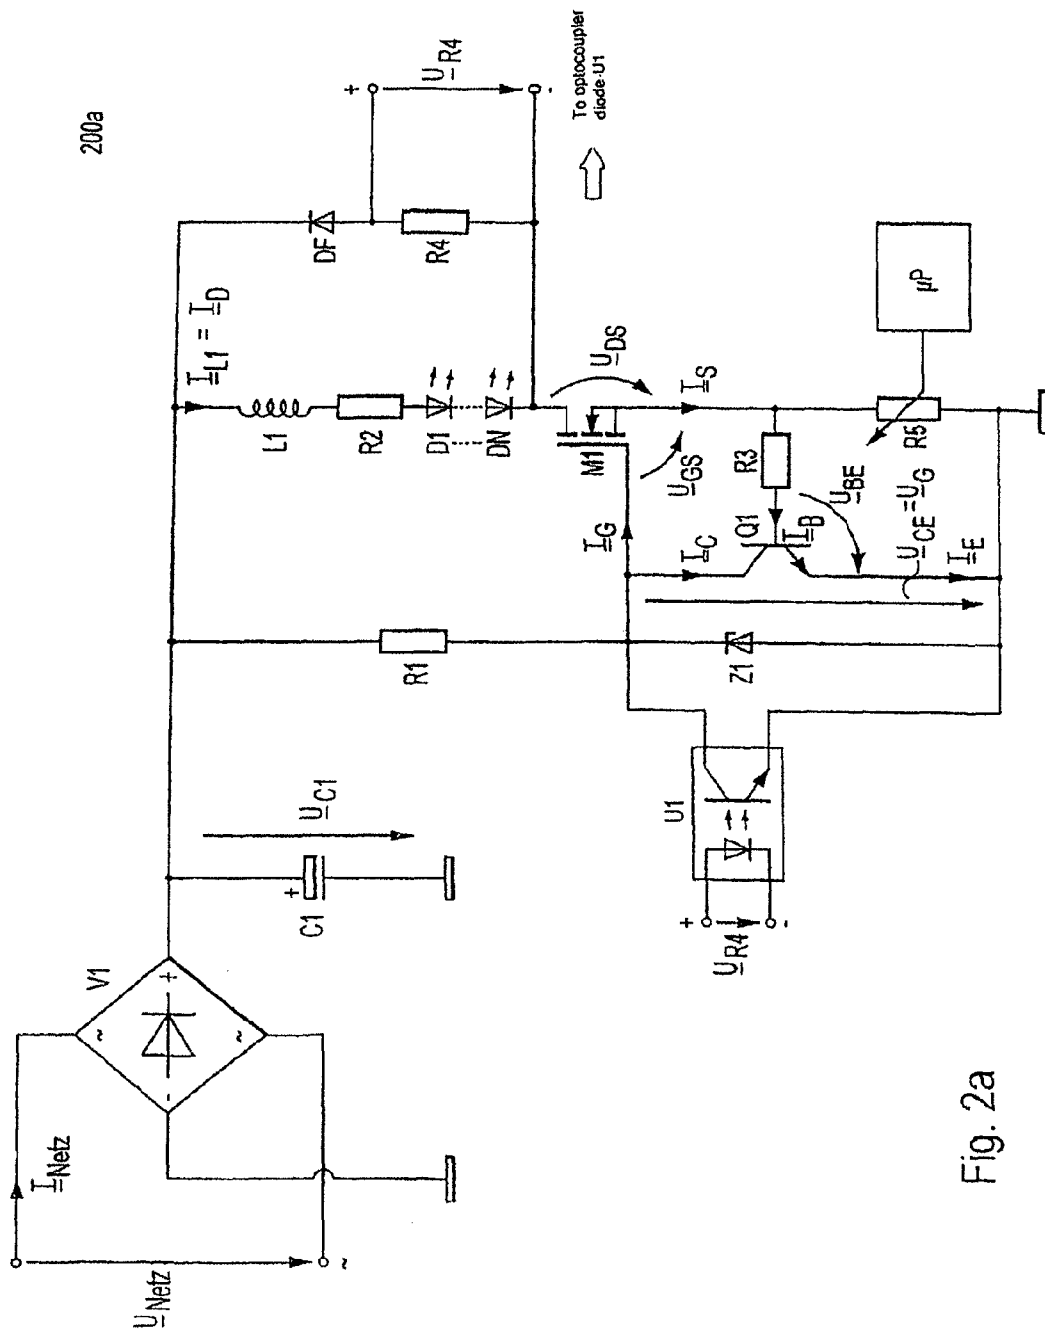 200a
U_Netz
~
I_Netz
V1
~
~
-
+
+
C1
U_C1
R1
I_L1 = I_D
L1
R2
D1
DN
DF
R4
+
U_R4
-
To optocoupler
diode-U1
M1
U_DS
U_GS
I_G
I_S
I_C
Q1
I_B
R3
U_BE
U_CE = U_G
I_E
R5
µP
Z1
U1
+
U_R4
-
Fig. 2a